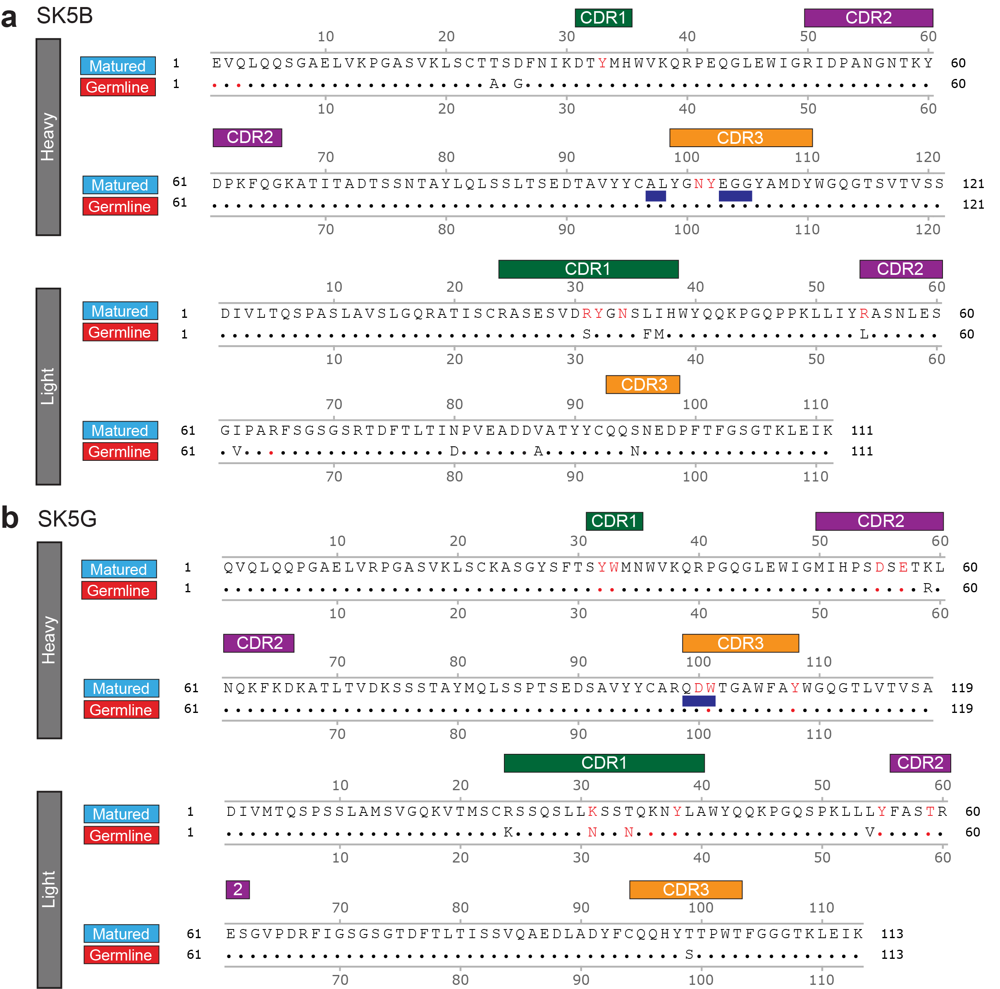 a SK5B
CDR1 CDR2
10 20 30 40 50 60
Heavy
Matured 1 EVQLQQSGAELVKPGASVKLSCTTSDFNIKDTYMHWVKQRPEQGLEWIGRIDPANGNTKY 60
Germline 1 .......................A.G.................................. 60
10 20 30 40 50 60
CDR2 CDR3
70 80 90 100 110 120
Matured 61 DPKFQGKATITADTSSNTAYLQLSSLTSEDTAVYYCALYGNYEGGYAMDYWGQGTSVTVSS 121
Germline 61 ............................................................. 121
70 80 90 100 110 120
CDR1 CDR2
10 20 30 40 50 60
Light
Matured 1 DIVLTQSPASLAVSLGQRATISCRASESVDRYGNSLIHWYQQKPGQPPKLLIYRASNLES 60
Germline 1 ..............................S....FM................L...... 60
10 20 30 40 50 60
CDR3
70 80 90 100 110
Matured 61 GIPARFSGSGSRTDFTLTINPVEADDVATYYCQQSNEDPFTFGSGTKLEIK 111
Germline 61 .V.................D......A.......N................ 111
70 80 90 100 110
b SK5G
CDR1 CDR2
10 20 30 40 50 60
Heavy
Matured 1 QVQLQQPGAELVRPGASVKLSCKASGYSFTSYWMNWVKQRPGQGLEWIGMIHPSDSETKL 60
Germline 1 ..........................................................R. 60
10 20 30 40 50 60
CDR2 CDR3
70 80 90 100 110
Matured 61 NQKFKDKATLTVDKSSSTAYMQLSSPTSEDSAVYYCARQDWTGAWFAYWGQGTLVTVSA 119
Germline 61 ........................................................... 119
70 80 90 100 110
CDR1 CDR2
10 20 30 40 50 60
Light
Matured 1 DIVMTQSPSSLAMSVGQKVTMSCRSSQSLLKSSTQKNYLAWYQQKPGQSPKLLLYFASTR 60
Germline 1 .......................K......N..N...................V...... 60
10 20 30 40 50 60
2 CDR3
70 80 90 100 110
Matured 61 ESGVPDRFIGSGSGTDFTLTISSVQAEDLADYFCQQHYTTPWTFGGGTKLEIK 113
Germline 61 ......................................S.............. 113
70 80 90 100 110